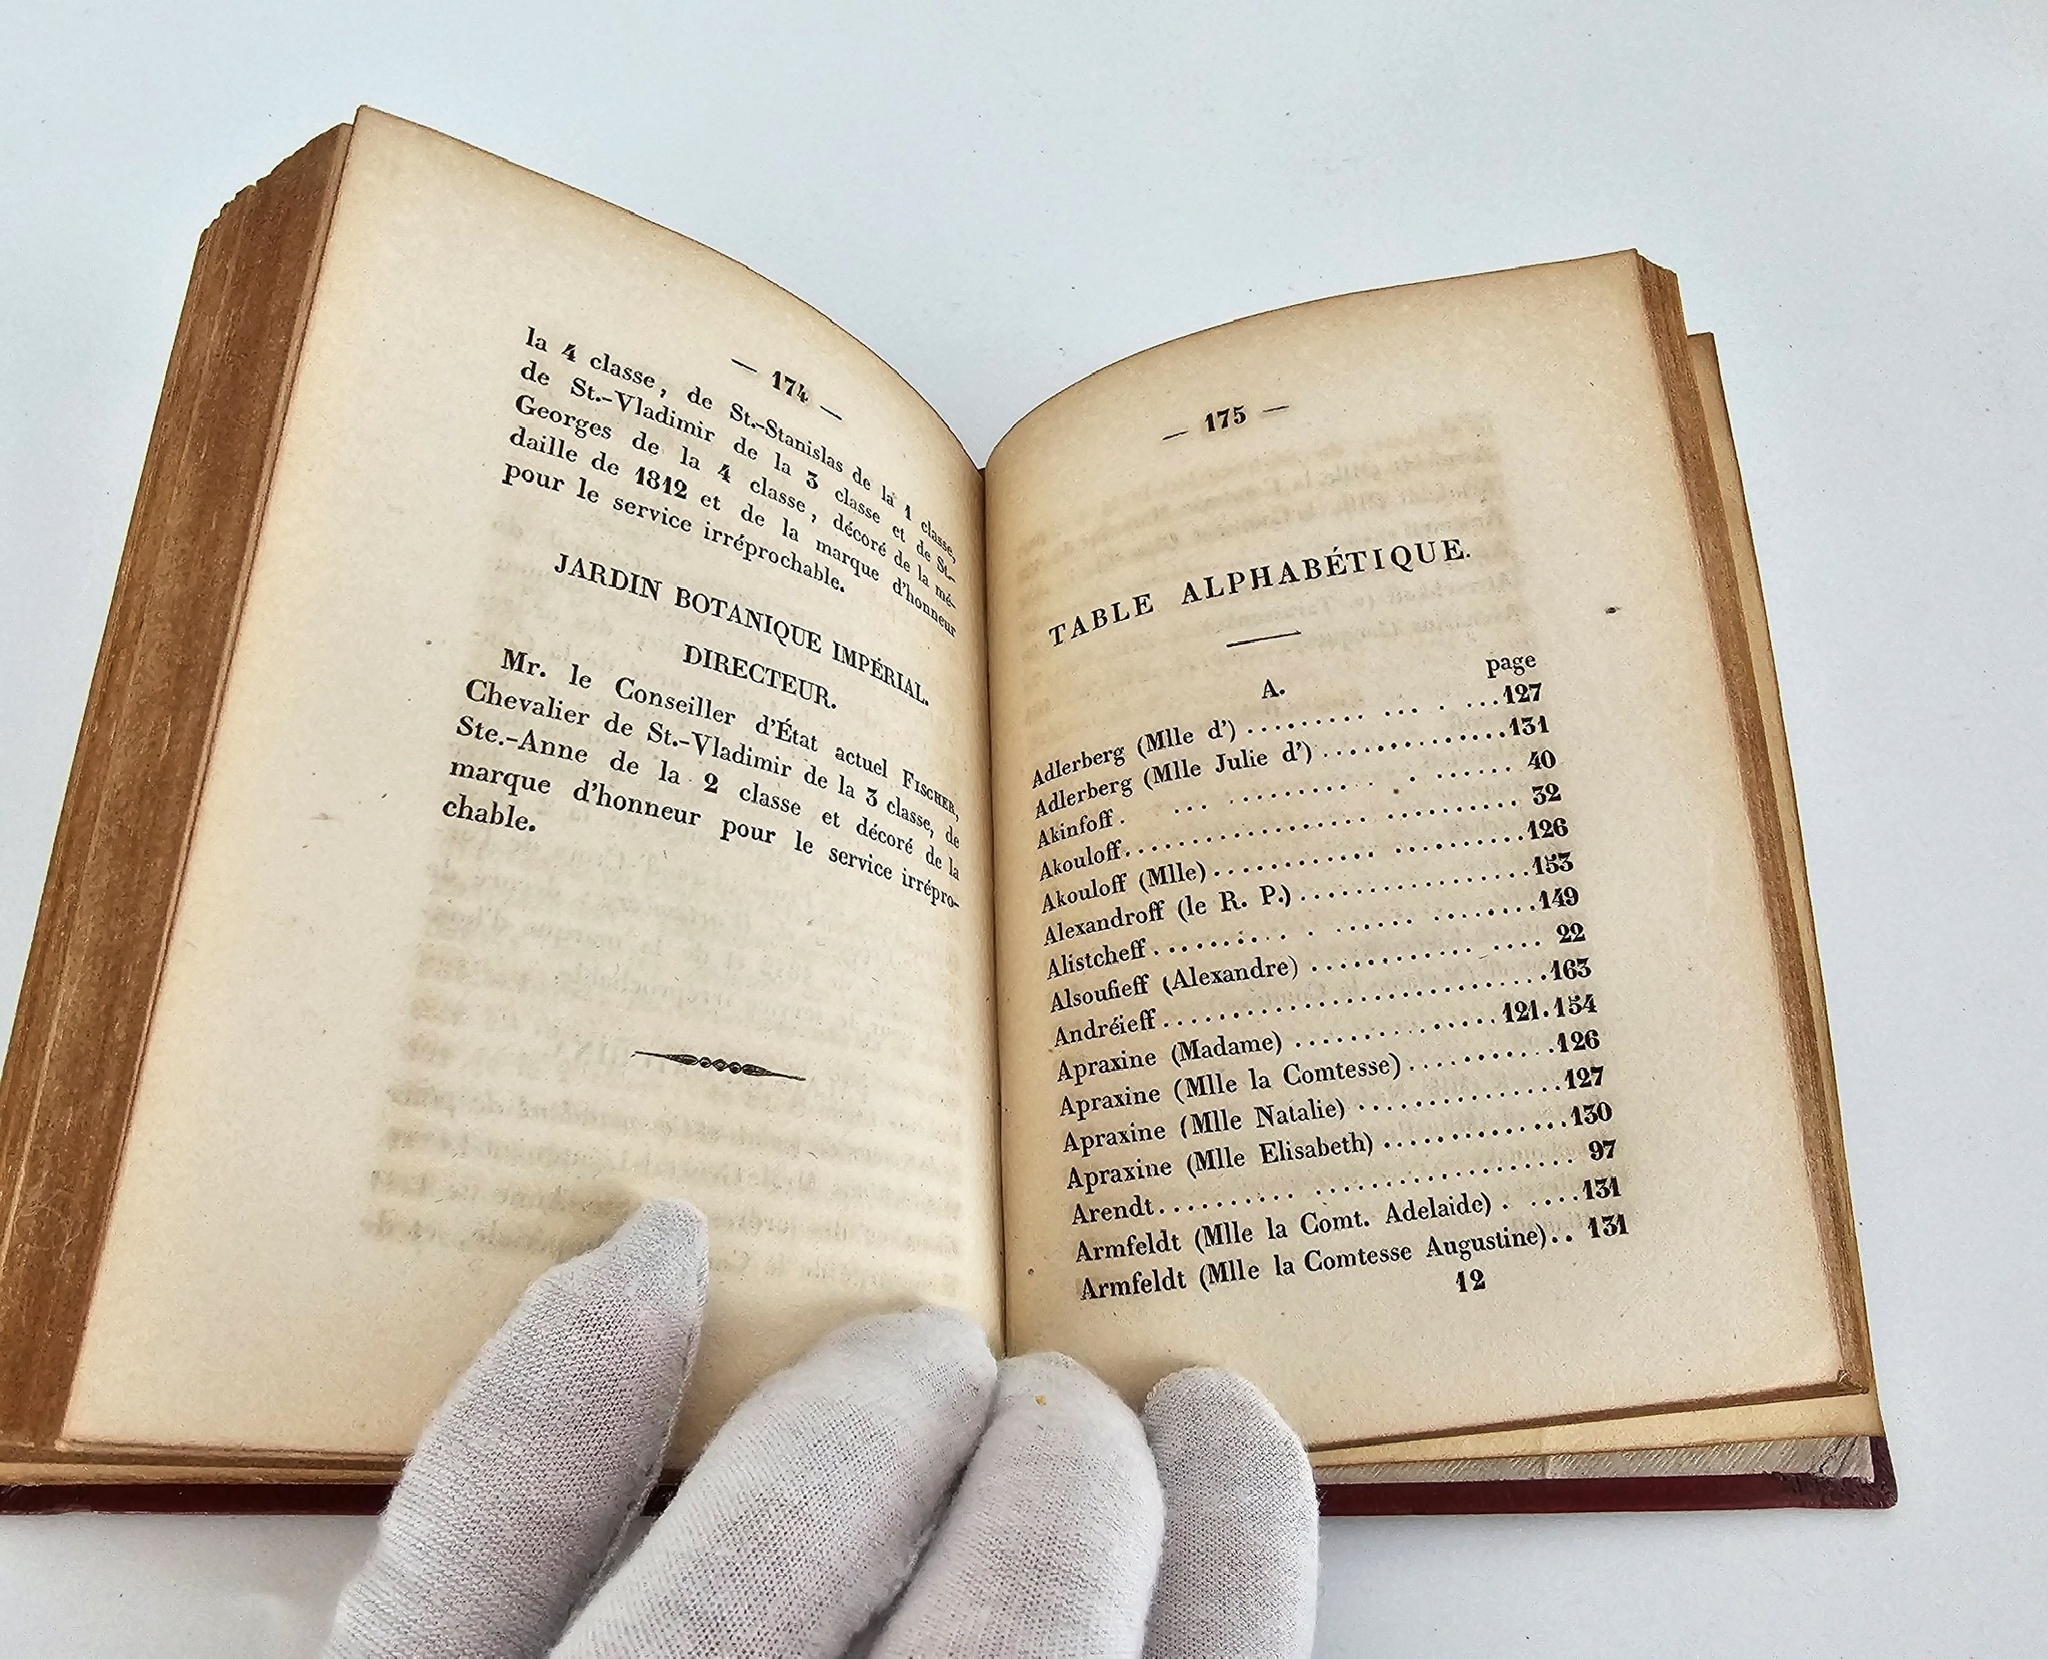 — 174 —
la 4 classe, de St.-Stanislas de la 1 classe,
de St.-Vladimir de la 3 classe et de St.-
Georges de la 4 classe, décoré de la mé-
daille de 1812 et de la marque d'honneur
pour le service irréprochable.
JARDIN BOTANIQUE IMPÉRIAL.
DIRECTEUR.
Mr. le Conseiller d'État actuel FISCHER,
Chevalier de St.-Vladimir de la 3 classe, de
Ste.-Anne de la 2 classe et décoré de la
marque d'honneur pour le service irrépro-
chable.
— 175 —
TABLE ALPHABÉTIQUE.
page
A.
Adlerberg (Mlle d') .......... ... . ...127
Adlerberg (Mlle Julie d') ..............131
Akinfoff . ... ........... . ...... 40
Akouloff............................ 32
Akouloff (Mlle)......................126
Alexandroff (le R. P.)................153
Alistcheff.......... . ...... ........149
Alsoufieff (Alexandre) ............ .... 22
Andréieff...........................163
Apraxine (Madame) ..............121.154
Apraxine (Mlle la Comtesse)...........126
Apraxine (Mlle Natalie) ..............127
Apraxine (Mlle Elisabeth) .............130
Arendt.......... ................ 97
Armfeldt (Mlle la Comt. Adelaide) . ....131
Armfeldt (Mlle la Comtesse Augustine).. 131
12